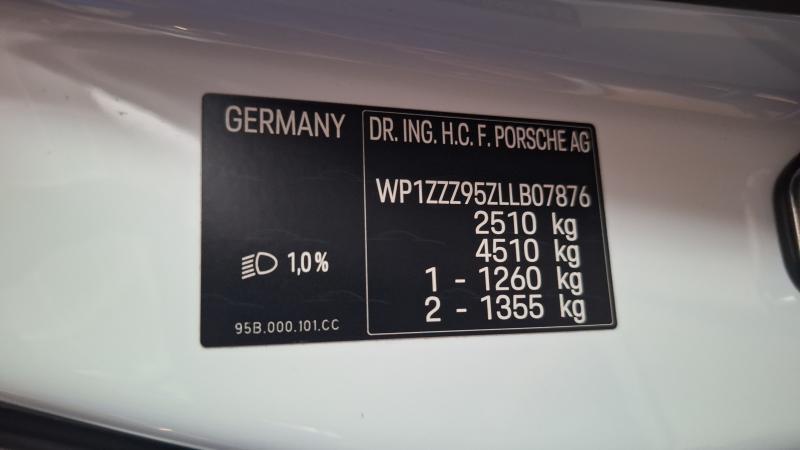 GERMANY
DR. ING. H.C. F. PORSCHE AG
WP1ZZZ95ZLLB07876
2510 kg
4510 kg
1 - 1260 kg
2 - 1355 kg
1,0%
95B.000.101.CC